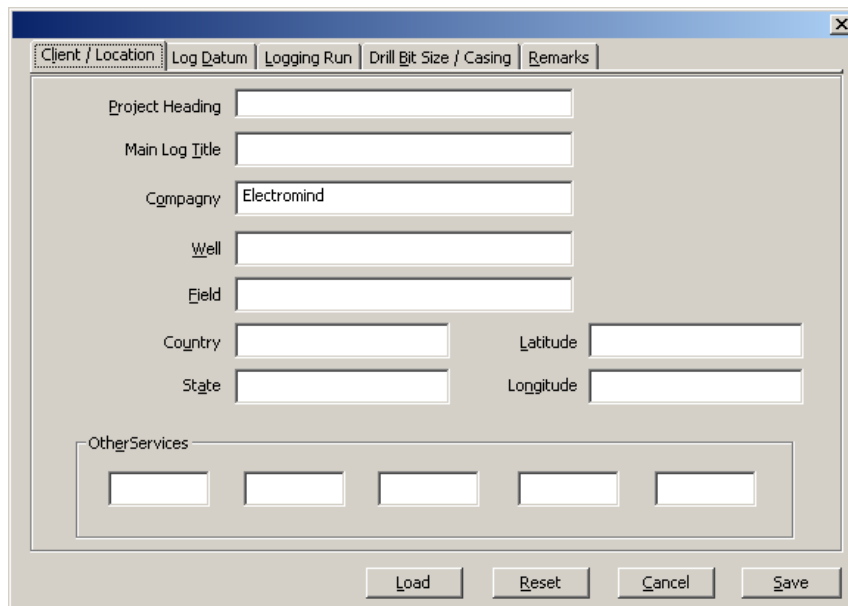 Client / Location Log Datum Logging Run Drill Bit Size / Casing Remarks
Project Heading
Main Log Title
Compagny Electromind
Well
Field
Country Latitude
State Longitude
OtherServices
Load Reset Cancel Save